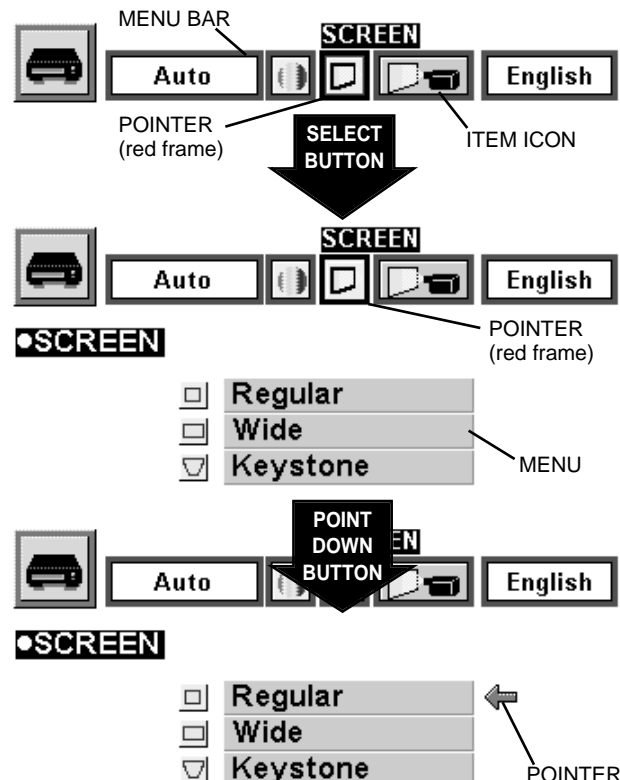 MENU BAR
SCREEN
Auto
English
POINTER
(red frame)
SELECT
BUTTON
ITEM ICON
SCREEN
Auto
English
POINTER
(red frame)
●SCREEN
Regular
Wide
Keystone
MENU
POINT
DOWN
BUTTON
EN
Auto
English
●SCREEN
Regular
Wide
Keystone
POINTER